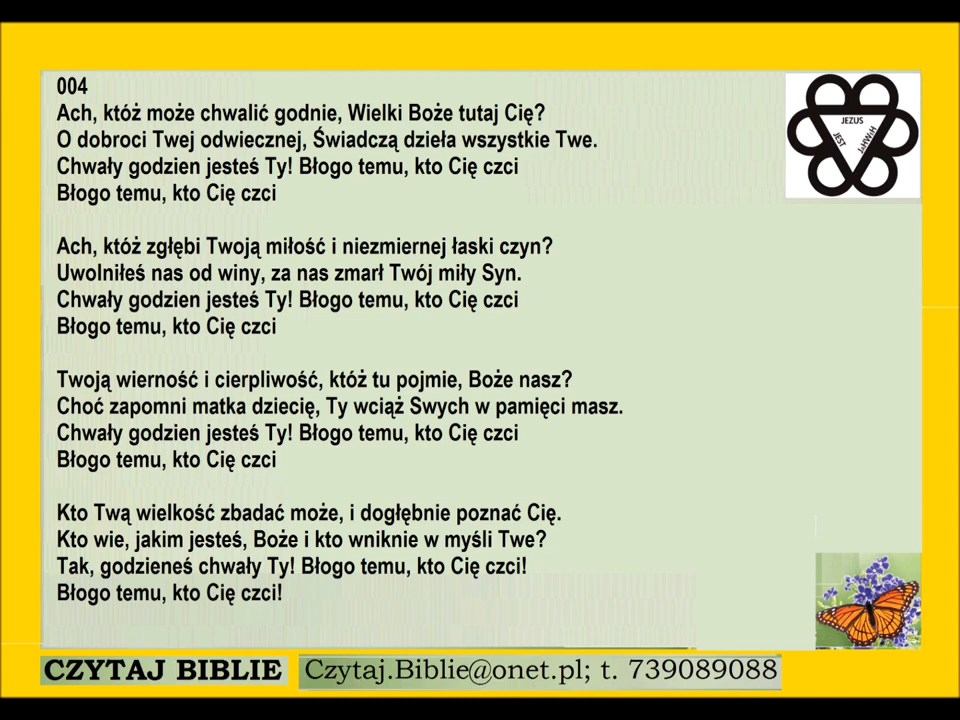 004
Ach, któż może chwalić godnie, Wielki Boże tutaj Cię?
O dobroci Twej odwiecznej, Świadczą dzieła wszystkie Twe.
Chwały godzien jesteś Ty! Błogo temu, kto Cię czci
Błogo temu, kto Cię czci
Ach, któż zgłębi Twoją miłość i niezmiernej łaski czyn?
Uwolniłeś nas od winy, za nas zmarł Twój miły Syn.
Chwały godzien jesteś Ty! Błogo temu, kto Cię czci
Błogo temu, kto Cię czci
Twoją wierność i cierpliwość, któż tu pojmie, Boże nasz?
Choć zapomni matka dziecię, Ty wciąż Swych w pamięci masz.
Chwały godzien jesteś Ty! Błogo temu, kto Cię czci
Błogo temu, kto Cię czci
Kto Twą wielkość zbadać może, i dogłębnie poznać Cię.
Kto wie, jakim jesteś, Boże i kto wniknie w myśli Twe?
Tak, godzieneś chwały Ty! Błogo temu, kto Cię czci!
Błogo temu, kto Cię czci!
JEZUS
JEST
JaHWeH
CZYTAJ BIBLIE
Czytaj.Biblie@onet.pl; t. 739089088